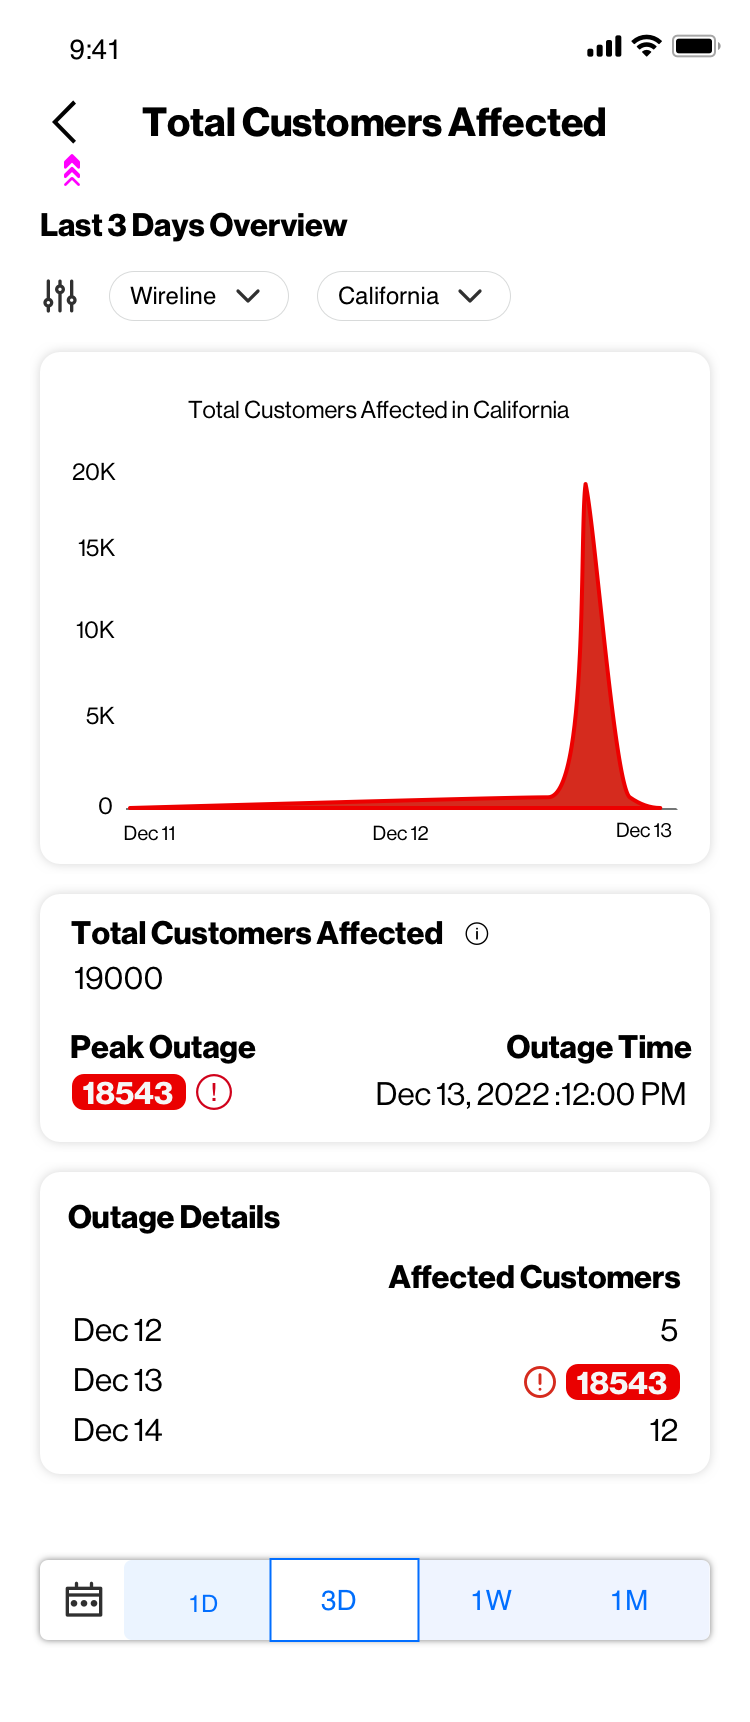 9:41
Total Customers Affected
Last 3 Days Overview
Wireline
California
Total Customers Affected in California
20K
15K
10K
5K
0
Dec 11
Dec 12
Dec 13
Total Customers Affected
19000
Peak Outage
Outage Time
18543
Dec 13, 2022 :12:00 PM
Outage Details
Affected Customers
Dec 12 5
Dec 13 18543
Dec 14 12
1D 3D 1W 1M